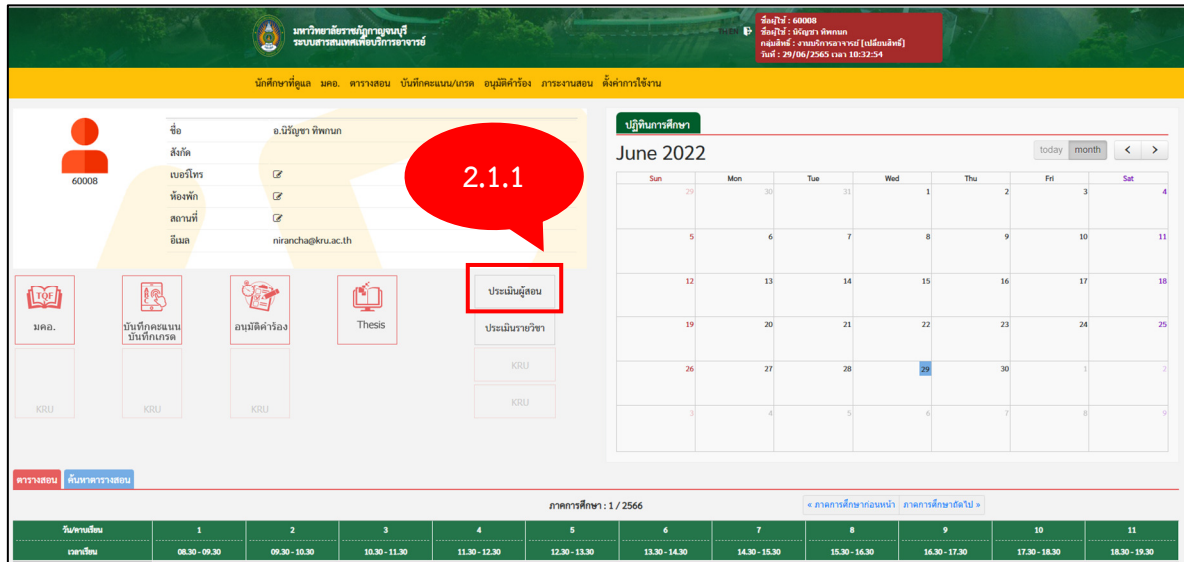 มหาวิทยาลัยราชภัฏกาญจนบุรี
ระบบสารสนเทศเพื่อบริการอาจารย์
TH EN
ชื่อผู้ใช้ : 60008
ชื่อผู้ใช้ : นิรัญชา ทิพกนก
กลุ่มสิทธิ์ : งานบริการอาจารย์ [เปลี่ยนสิทธิ์]
วันที่ : 29/06/2565 เวลา 10:32:54
นักศึกษาที่ดูแล มคอ. ตารางสอน บันทึกคะแนน/เกรด อนุมัติคำร้อง ภาระงานสอน ตั้งค่าการใช้งาน
60008
ชื่อ อ.นิรัญชา ทิพกนก
สังกัด
เบอร์โทร
ห้องพัก
สถานที่
อีเมล nirancha@kru.ac.th
2.1.1
TQF
มคอ.
บันทึกคะแนน
บันทึกเกรด
อนุมัติคำร้อง
Thesis
ประเมินผู้สอน
ประเมินรายวิชา
KRU
KRU
KRU KRU KRU
ปฏิทินการศึกษา
June 2022
today month < >
Sun Mon Tue Wed Thu Fri Sat
29 30 31 1 2 3 4
5 6 7 8 9 10 11
12 13 14 15 16 17 18
19 20 21 22 23 24 25
26 27 28 29 30 1 2
3 4 5 6 7 8 9
ตารางสอน ค้นหาตารางสอน
ภาคการศึกษา : 1 / 2566
« ภาคการศึกษาก่อนหน้า ภาคการศึกษาถัดไป »
วัน/คาบเรียน 1 2 3 4 5 6 7 8 9 10 11
เวลาเรียน 08.30 - 09.30 09.30 - 10.30 10.30 - 11.30 11.30 - 12.30 12.30 - 13.30 13.30 - 14.30 14.30 - 15.30 15.30 - 16.30 16.30 - 17.30 17.30 - 18.30 18.30 - 19.30